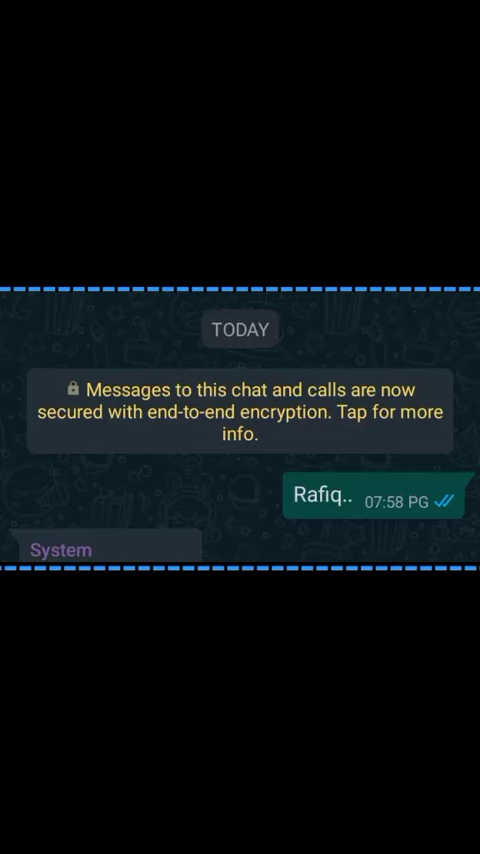 TODAY
Messages to this chat and calls are now
secured with end-to-end encryption. Tap for more
info.
Rafiq.. 07:58 PG
System